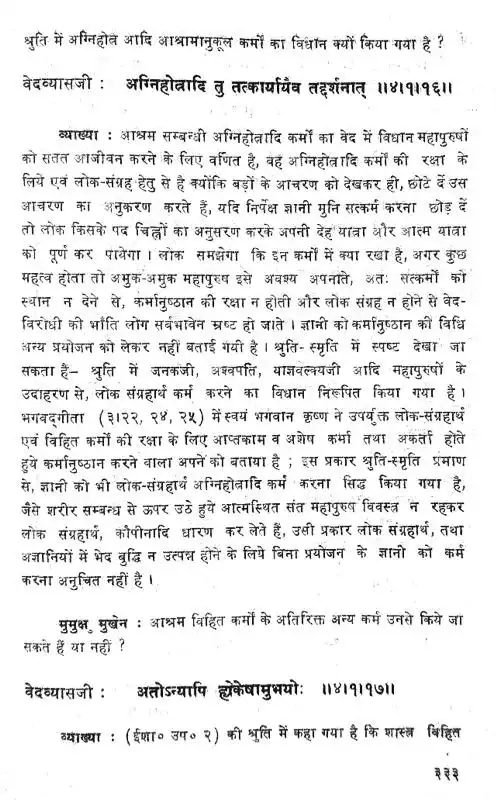 श्रुति में अग्निहोत्र आदि आश्रमानुकूल कर्मों का विधान क्यों किया गया है ?
वेदव्यासजी : अग्निहोत्रादि तु तत्कार्यायैव तद्दर्शनात् ॥४।१।१६॥
व्याख्या : आश्रम सम्बन्धी अग्निहोत्रादि कर्मों का वेद में विधान महापुरुषों
को सतत आजीवन करने के लिए वर्णित है, वह अग्निहोत्रादि कर्मों की रक्षा के
लिये एवं लोक-संग्रह-हेतु से है क्योंकि बड़ों के आचरण को देखकर ही, छोटे दें उस
आचरण का अनुकरण करते हैं, यदि निर्पेक्ष ज्ञानी मुनि सत्कर्म करना छोड़ दें
तो लोक किसके पद चिह्नों का अनुसरण करके अपनी देह यात्रा और आत्म यात्रा
को पूर्ण कर पायेगा । लोक समझेगा कि इन कर्मों में क्या रखा है, अगर कुछ
महत्व होता तो अमुक-अमुक महापुरुष इसे अवश्य अपनाते, अतः सत्कर्मों को
स्थान न देने से, कर्मानुष्ठान की रक्षा न होती और लोक संग्रह न होने से वेद-
विरोधी की भाँति लोग सर्वभावेन भ्रष्ट हो जाते । ज्ञानी को कर्मानुष्ठान की विधि
अन्य प्रयोजन को लेकर नहीं बताई गयी है । श्रुति-स्मृति में स्पष्ट देखा जा
सकता है– श्रुति में जनकजी, अश्वपति, याज्ञवल्क्यजी आदि महापुरुषों के
उदाहरण से, लोक संग्रहार्थ कर्म करने का विधान निरूपित किया गया है ।
भगवद्गीता (३।२२, २४, २५) में स्वयं भगवान कृष्ण ने उपर्युक्त लोक-संग्रहार्थ
एवं विहित कर्मों की रक्षा के लिए आप्तकाम व अशेष कर्मा तथा अकर्ता होते
हुये कर्मानुष्ठान करने वाला अपने को बताया है ; इस प्रकार श्रुति-स्मृति प्रमाण
से, ज्ञानी को भी लोक-संग्रहार्थ अग्निहोत्रादि कर्म करना सिद्ध किया गया है,
जैसे शरीर सम्बन्ध से ऊपर उठे हुये आत्मस्थित संत महापुरुष विवस्त्र न रहकर
लोक संग्रहार्थ, कौपीनादि धारण कर लेते हैं, उसी प्रकार लोक संग्रहार्थ, तथा
अज्ञानियों में भेद बुद्धि न उत्पन्न होने के लिये बिना प्रयोजन के ज्ञानी को कर्म
करना अनुचित नहीं है ।
मुमुक्षु मुखेन : आश्रम विहित कर्मों के अतिरिक्त अन्य कर्म उनसे किये जा
सकते हैं या नहीं ?
वेदव्यासजी : अतोऽन्यापि ह्येकेषामुभयोः ॥४।१।१७॥
व्याख्या : (ईशा० उप० २) की श्रुति में कहा गया है कि शास्त्र विहित
३३३